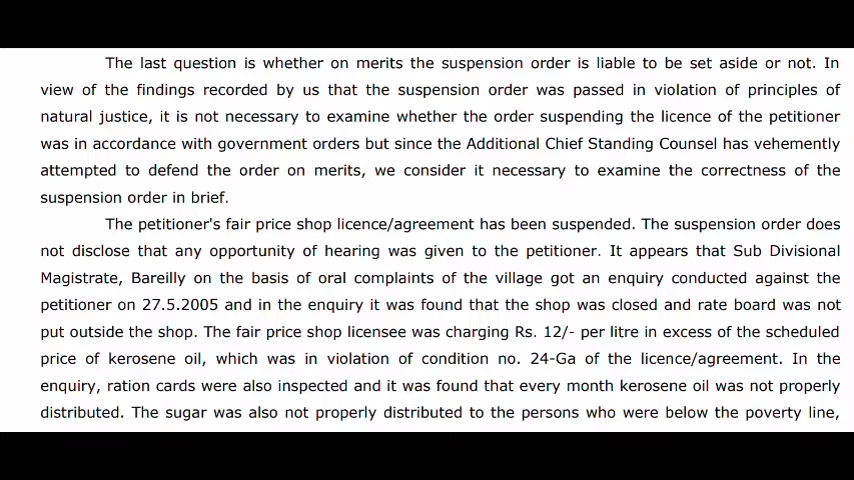 The last question is whether on merits the suspension order is liable to be set aside or not. In
view of the findings recorded by us that the suspension order was passed in violation of principles of
natural justice, it is not necessary to examine whether the order suspending the licence of the petitioner
was in accordance with government orders but since the Additional Chief Standing Counsel has vehemently
attempted to defend the order on merits, we consider it necessary to examine the correctness of the
suspension order in brief.
The petitioner's fair price shop licence/agreement has been suspended. The suspension order does
not disclose that any opportunity of hearing was given to the petitioner. It appears that Sub Divisional
Magistrate, Bareilly on the basis of oral complaints of the village got an enquiry conducted against the
petitioner on 27.5.2005 and in the enquiry it was found that the shop was closed and rate board was not
put outside the shop. The fair price shop licensee was charging Rs. 12/- per litre in excess of the scheduled
price of kerosene oil, which was in violation of condition no. 24-Ga of the licence/agreement. In the
enquiry, ration cards were also inspected and it was found that every month kerosene oil was not properly
distributed. The sugar was also not properly distributed to the persons who were below the poverty line,